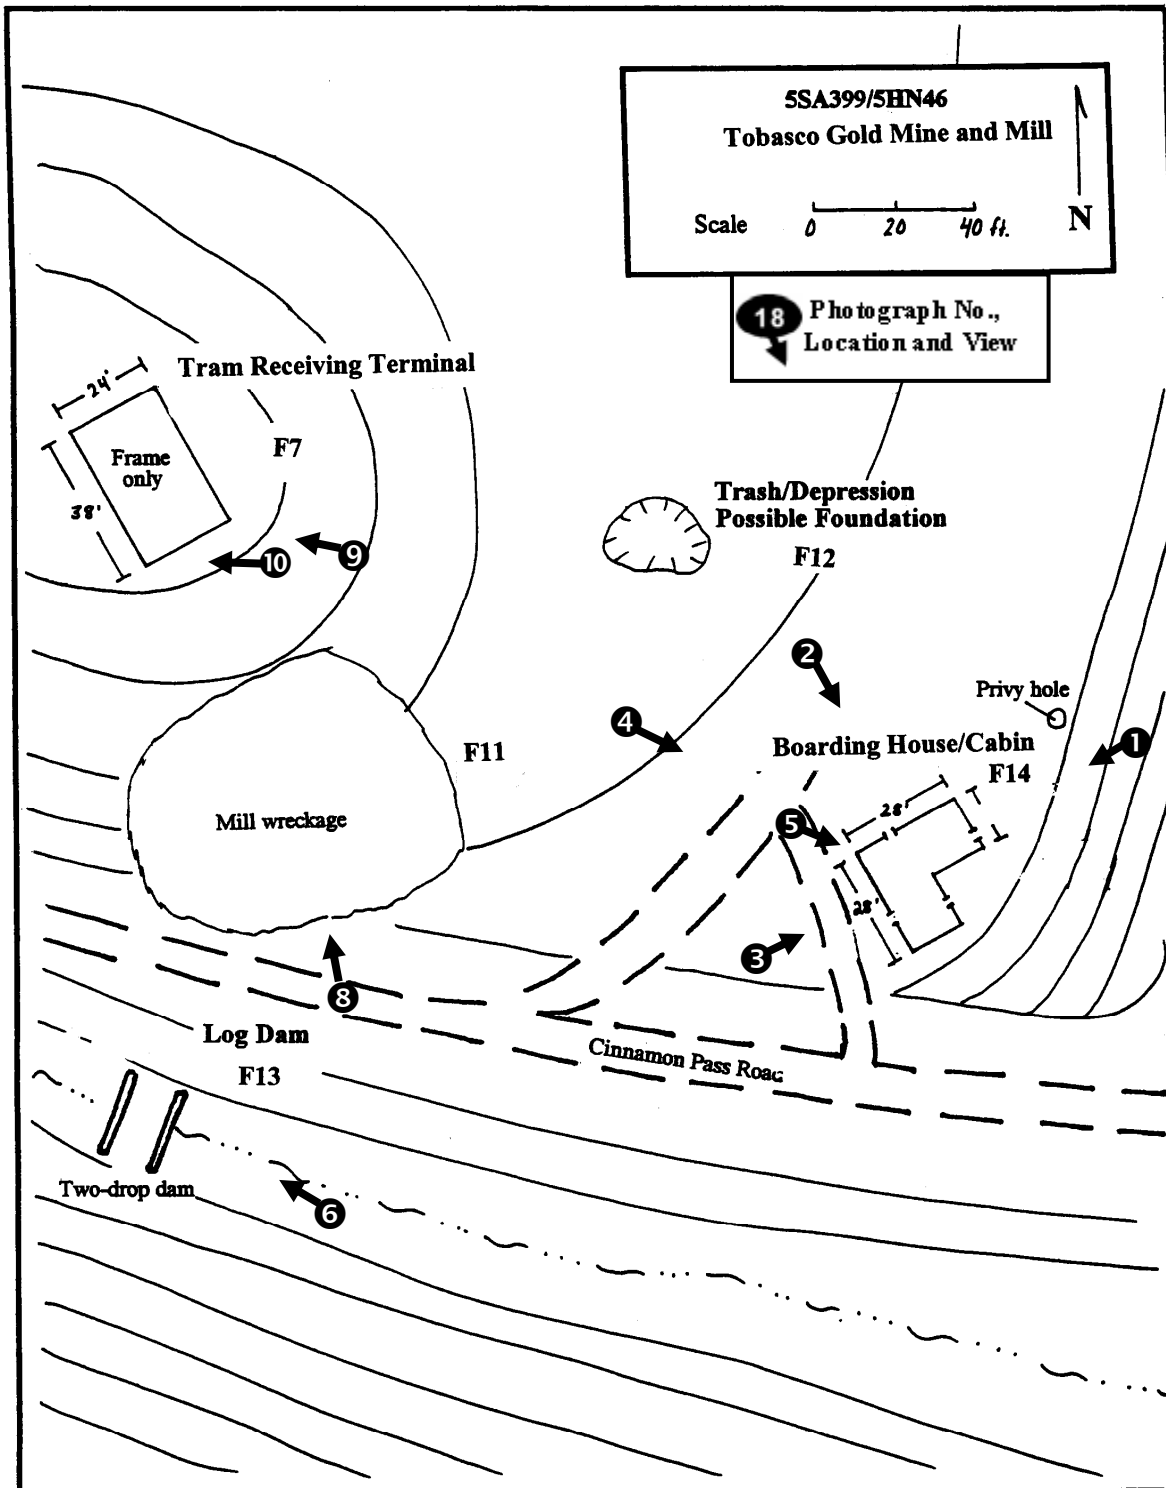 5SA399/5HN46
Tobasco Gold Mine and Mill
Scale
0 20 40 ft.
N
18
Photograph No.,
Location and View
Tram Receiving Terminal
24'
F7
Frame
only
38'
10
9
Trash/Depression
Possible Foundation
F12
2
Privy hole
4
1
Boarding House/Cabin
F14
F11
Mill wreckage
5
28'
28'
3
8
Log Dam
F13
Cinnamon Pass Road
Two-drop dam
6